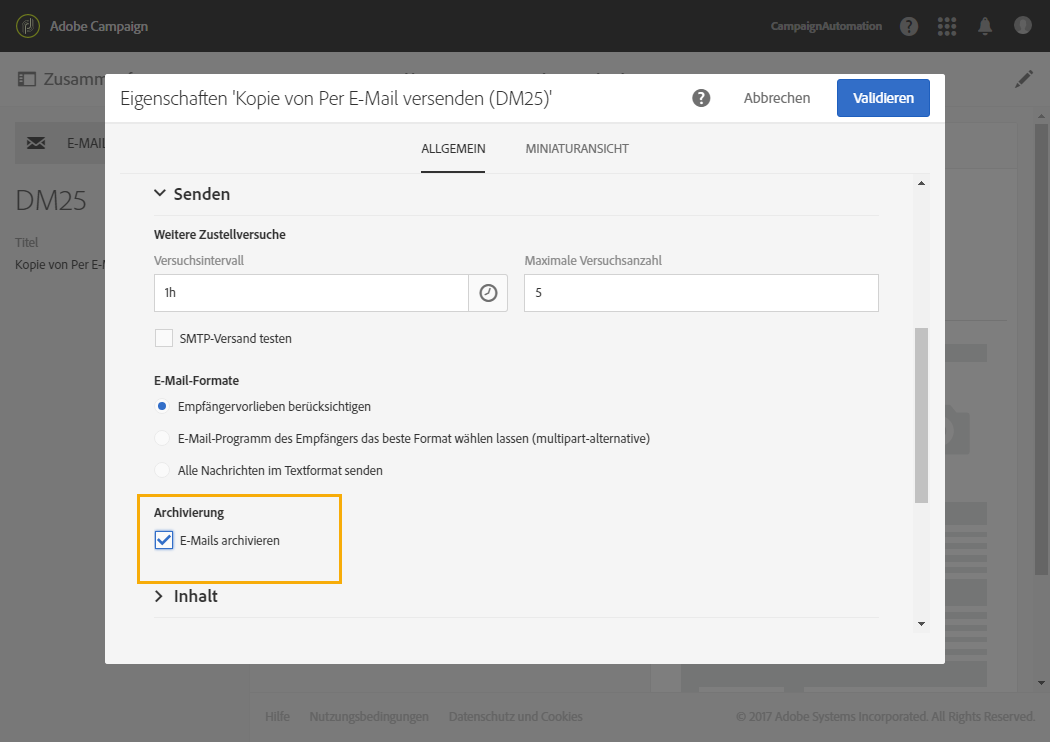 Adobe Campaign
CampaignAutomation
Zusamm
Eigenschaften 'Kopie von Per E-Mail versenden (DM25)'
Abbrechen
Validieren
E-MAIL
ALLGEMEIN
MINIATURANSICHT
DM25
Titel
Kopie von Per E-M
Senden
Weitere Zustellversuche
Versuchsintervall
Maximale Versuchsanzahl
1h
5
SMTP-Versand testen
E-Mail-Formate
Empfängervorlieben berücksichtigen
E-Mail-Programm des Empfängers das beste Format wählen lassen (multipart-alternative)
Alle Nachrichten im Textformat senden
Archivierung
E-Mails archivieren
Inhalt
Hilfe
Nutzungsbedingungen
Datenschutz und Cookies
© 2017 Adobe Systems Incorporated. All Rights Reserved.